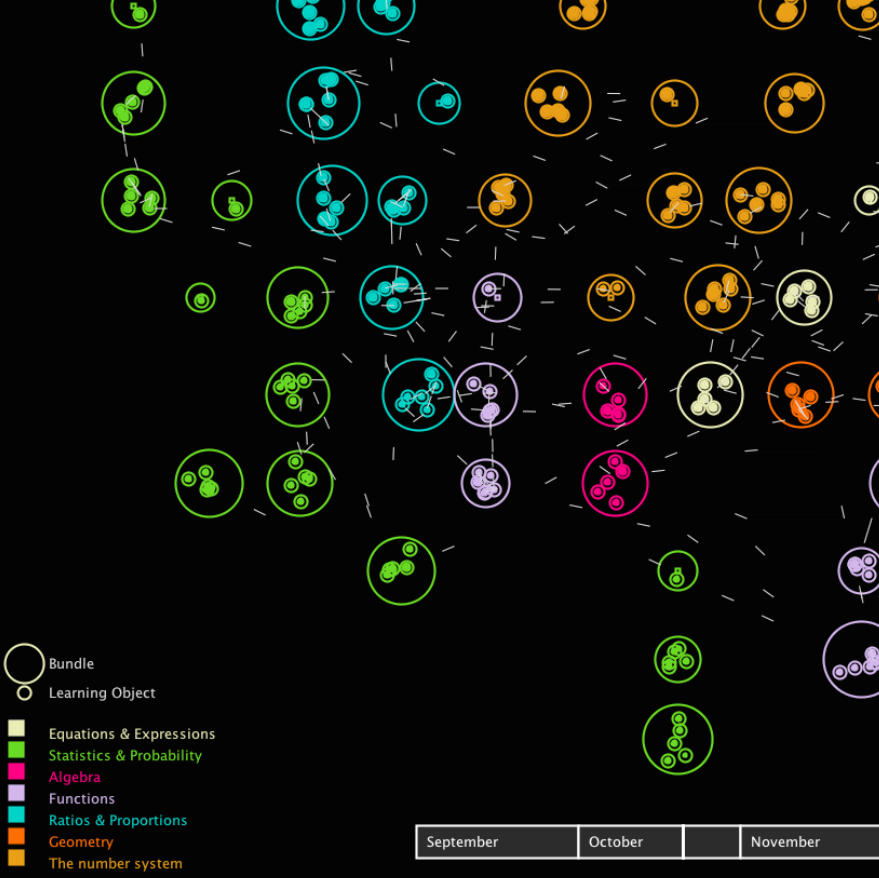 Bundle
Learning Object
Equations & Expressions
Statistics & Probability
Algebra
Functions
Ratios & Proportions
Geometry
The number system
September
October
November